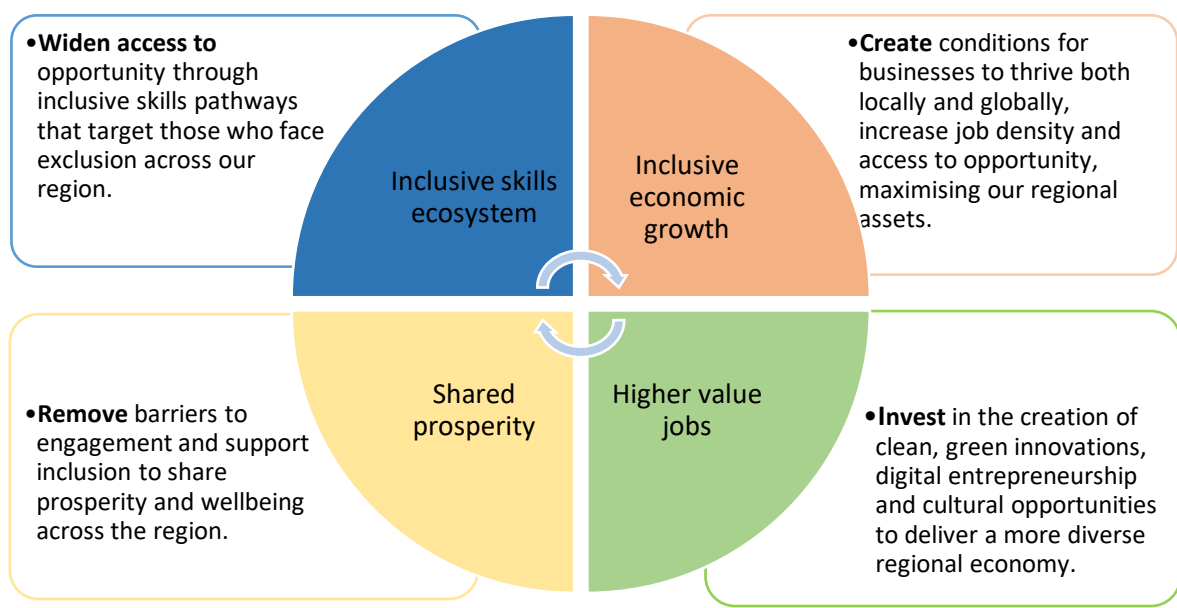 •Widen access to
opportunity through
inclusive skills pathways
that target those who face
exclusion across our
region.
Inclusive skills
ecosystem
Inclusive
economic
growth
•Create conditions for
businesses to thrive both
locally and globally,
increase job density and
access to opportunity,
maximising our regional
assets.
•Remove barriers to
engagement and support
inclusion to share
prosperity and wellbeing
across the region.
Shared
prosperity
Higher value
jobs
•Invest in the creation of
clean, green innovations,
digital entrepreneurship
and cultural opportunities
to deliver a more diverse
regional economy.